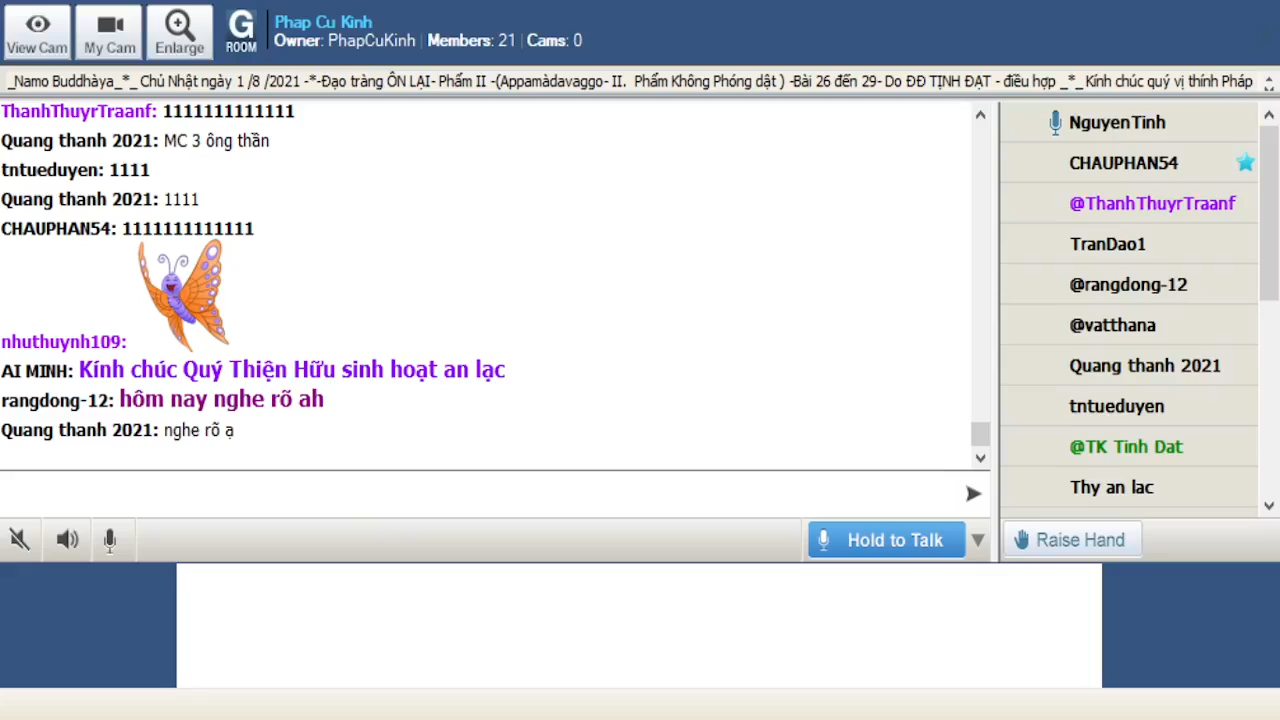 View Cam
My Cam
Enlarge
G
ROOM
Phap Cu Kinh
Owner: PhapCuKinh | Members: 21 | Cams: 0
_Namo Buddhàya_*_ Chủ Nhật ngày 1 /8 /2021 -*-Đạo tràng ÔN LẠI- Phẩm II -(Appamàdavaggo- II.  Phẩm Không Phóng dật ) -Bài 26 đến 29- Do ĐĐ TỊNH ĐẠT - điều hợp _*_ Kính chúc quý vị thính Pháp
ThanhThuyrTraanf: 1111111111111
Quang thanh 2021: MC 3 ông thần
tntueduyen: 1111
Quang thanh 2021: 1111
CHAUPHAN54: 1111111111111
nhuthuynh109:
AI MINH: Kính chúc Quý Thiện Hữu sinh hoạt an lạc
rangdong-12: hôm nay nghe rõ ah
Quang thanh 2021: nghe rõ ạ
NguyenTinh
CHAUPHAN54
@ThanhThuyrTraanf
TranDao1
@rangdong-12
@vatthana
Quang thanh 2021
tntueduyen
@TK Tinh Dat
Thy an lac
Hold to Talk
Raise Hand